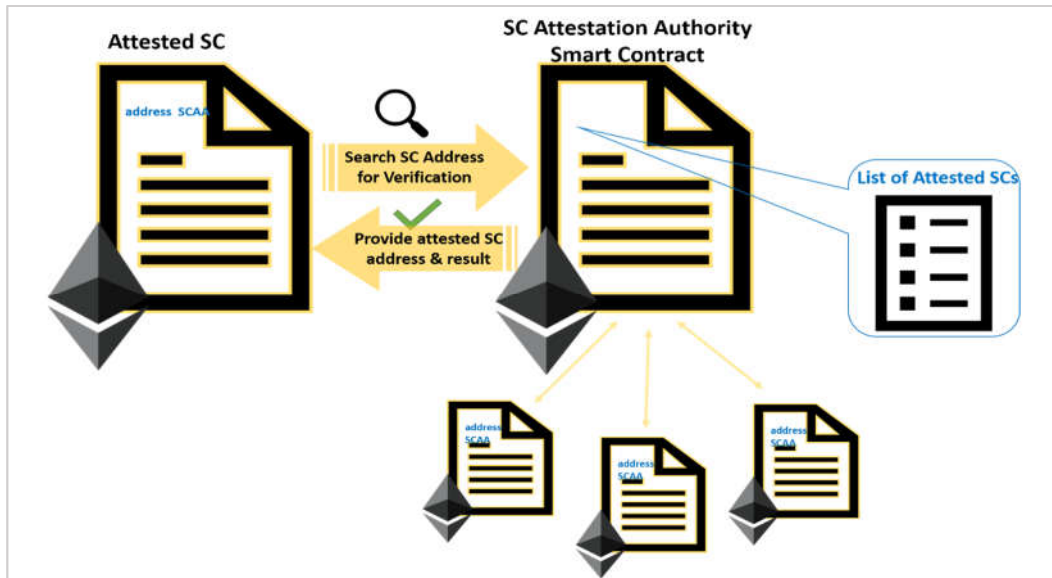 Attested SC
SC Attestation Authority
Smart Contract
address SCAA
Search SC Address
for Verification
Provide attested SC
address & result
List of Attested SCs
address
SCAA
address
SCAA
address
SCAA